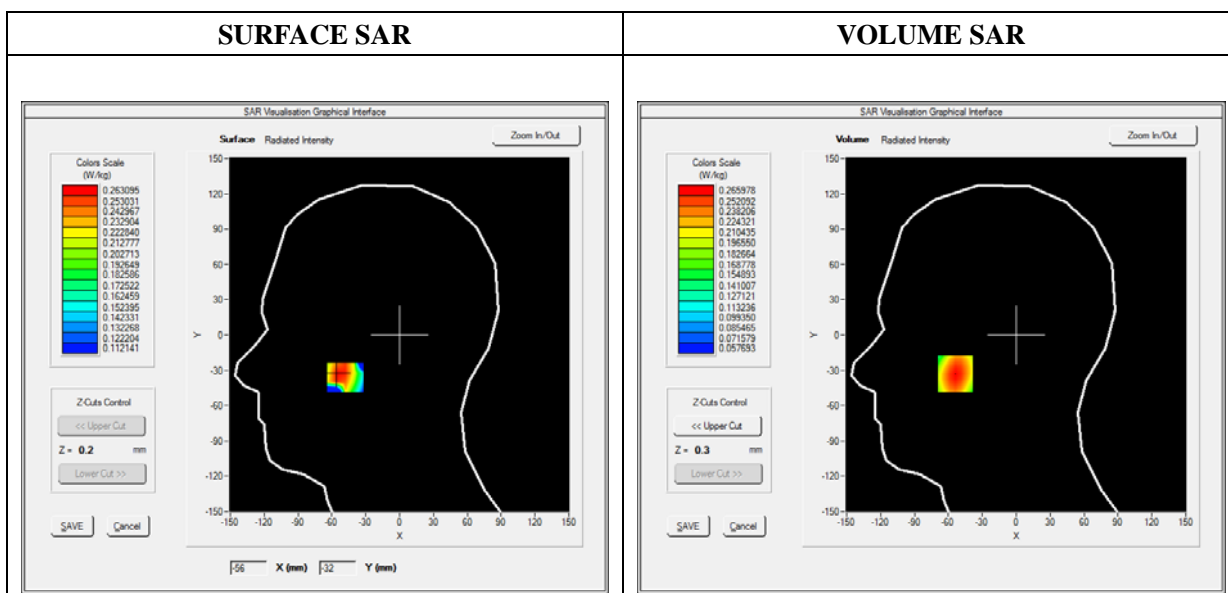 SURFACE SAR
VOLUME SAR
SAR Visualisation Graphical Interface
Surface Radiated Intensity
Zoom In/Out
Colors Scale
(W/kg)
0.263095
0.253031
0.242967
0.232904
0.222840
0.212777
0.202713
0.192649
0.182586
0.172522
0.162459
0.152395
0.142331
0.132268
0.122204
0.112141
150
120
90
60
30
0
-30
-60
-90
-120
-150
Y
-150 -120 -90 -60 -30 0 30 60 90 120 150
X
Z-Cuts Control
<< Upper Cut
Z = 0.2 mm
Lower Cut >>
SAVE Cancel
-56 X (mm) -32 Y (mm)
SAR Visualisation Graphical Interface
Volume Radiated Intensity
Zoom In/Out
Colors Scale
(W/kg)
0.265978
0.252092
0.238206
0.224321
0.210435
0.196550
0.182664
0.168778
0.154893
0.141007
0.127121
0.113236
0.099350
0.085465
0.071579
0.057693
150
120
90
60
30
0
-30
-60
-90
-120
-150
Y
-150 -120 -90 -60 -30 0 30 60 90 120 150
X
Z-Cuts Control
<< Upper Cut
Z = 0.3 mm
Lower Cut >>
SAVE Cancel